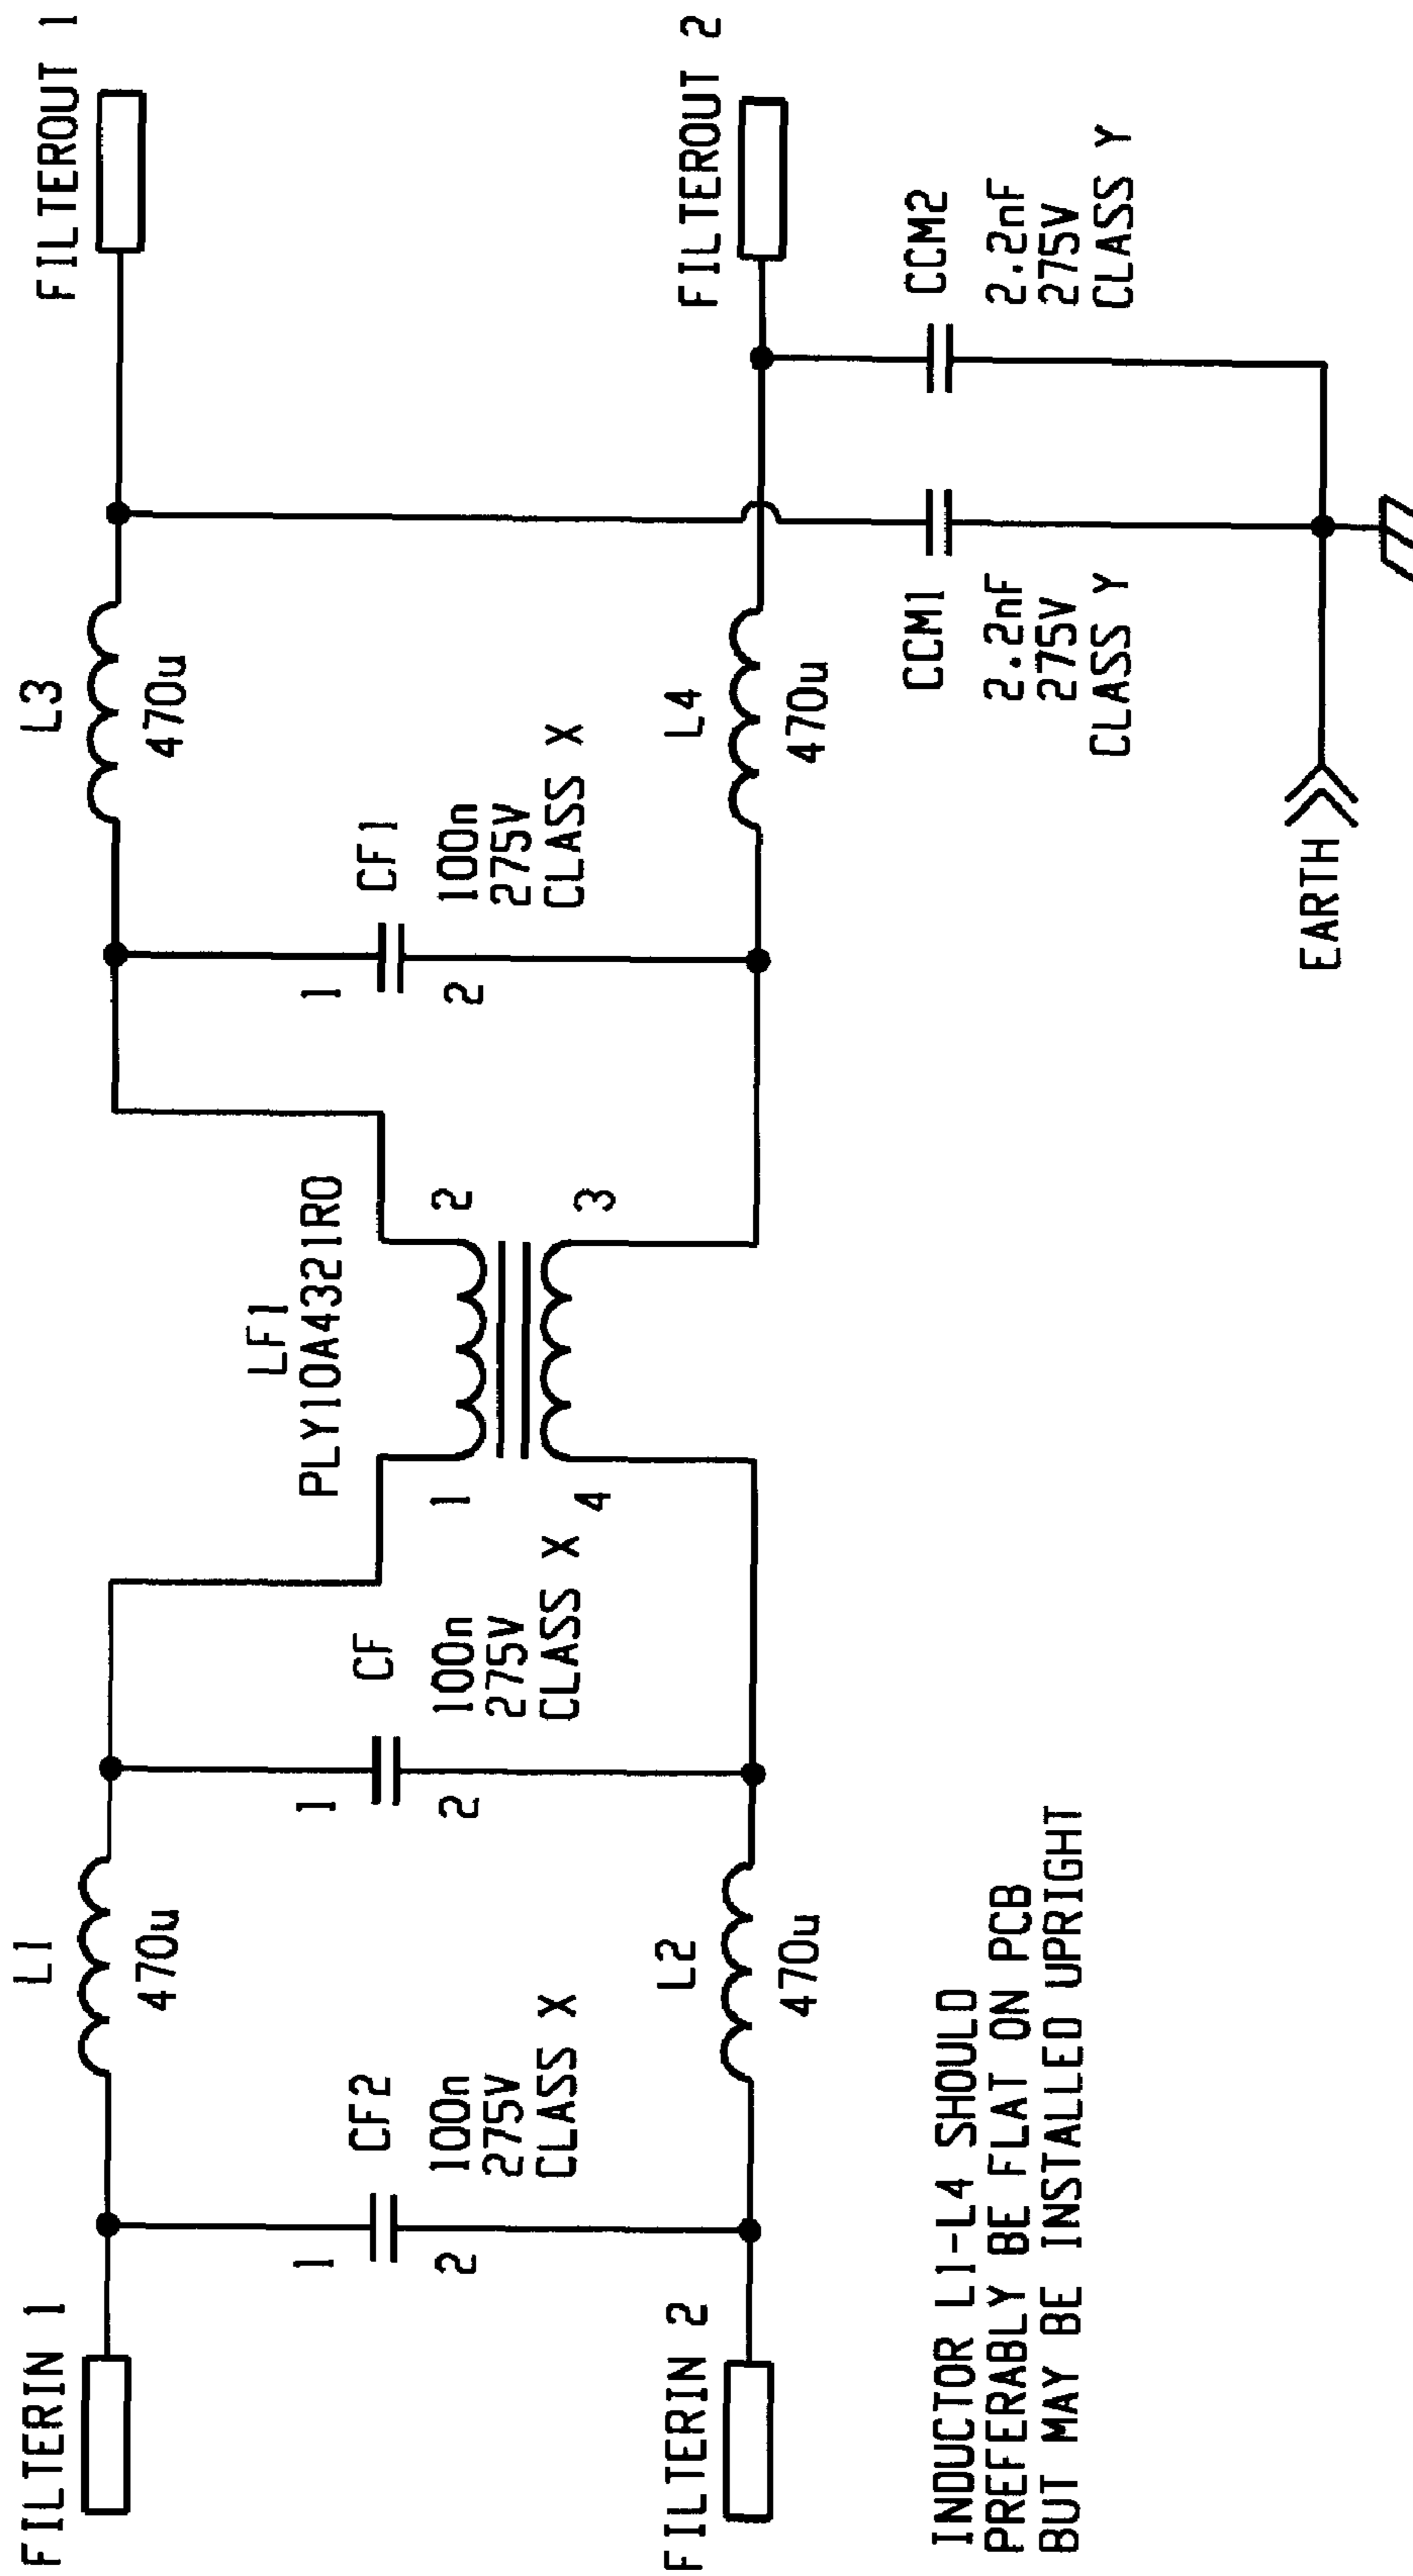 FILTERIN 1
CF2
1
2
100n
275V
CLASS X
L1
470u
FILTERIN 2
L2
470u
CF
1
2
100n
275V
CLASS X
LF1
PLY10A4321R0
1
2
4
3
CF1
1
2
100n
275V
CLASS X
L3
470u
L4
470u
FILTEROUT 1
FILTEROUT 2
CCM1
2.2nF
275V
CLASS Y
CCM2
2.2nF
275V
CLASS Y
EARTH
INDUCTOR L1-L4 SHOULD
PREFERABLY BE FLAT ON PCB
BUT MAY BE INSTALLED UPRIGHT